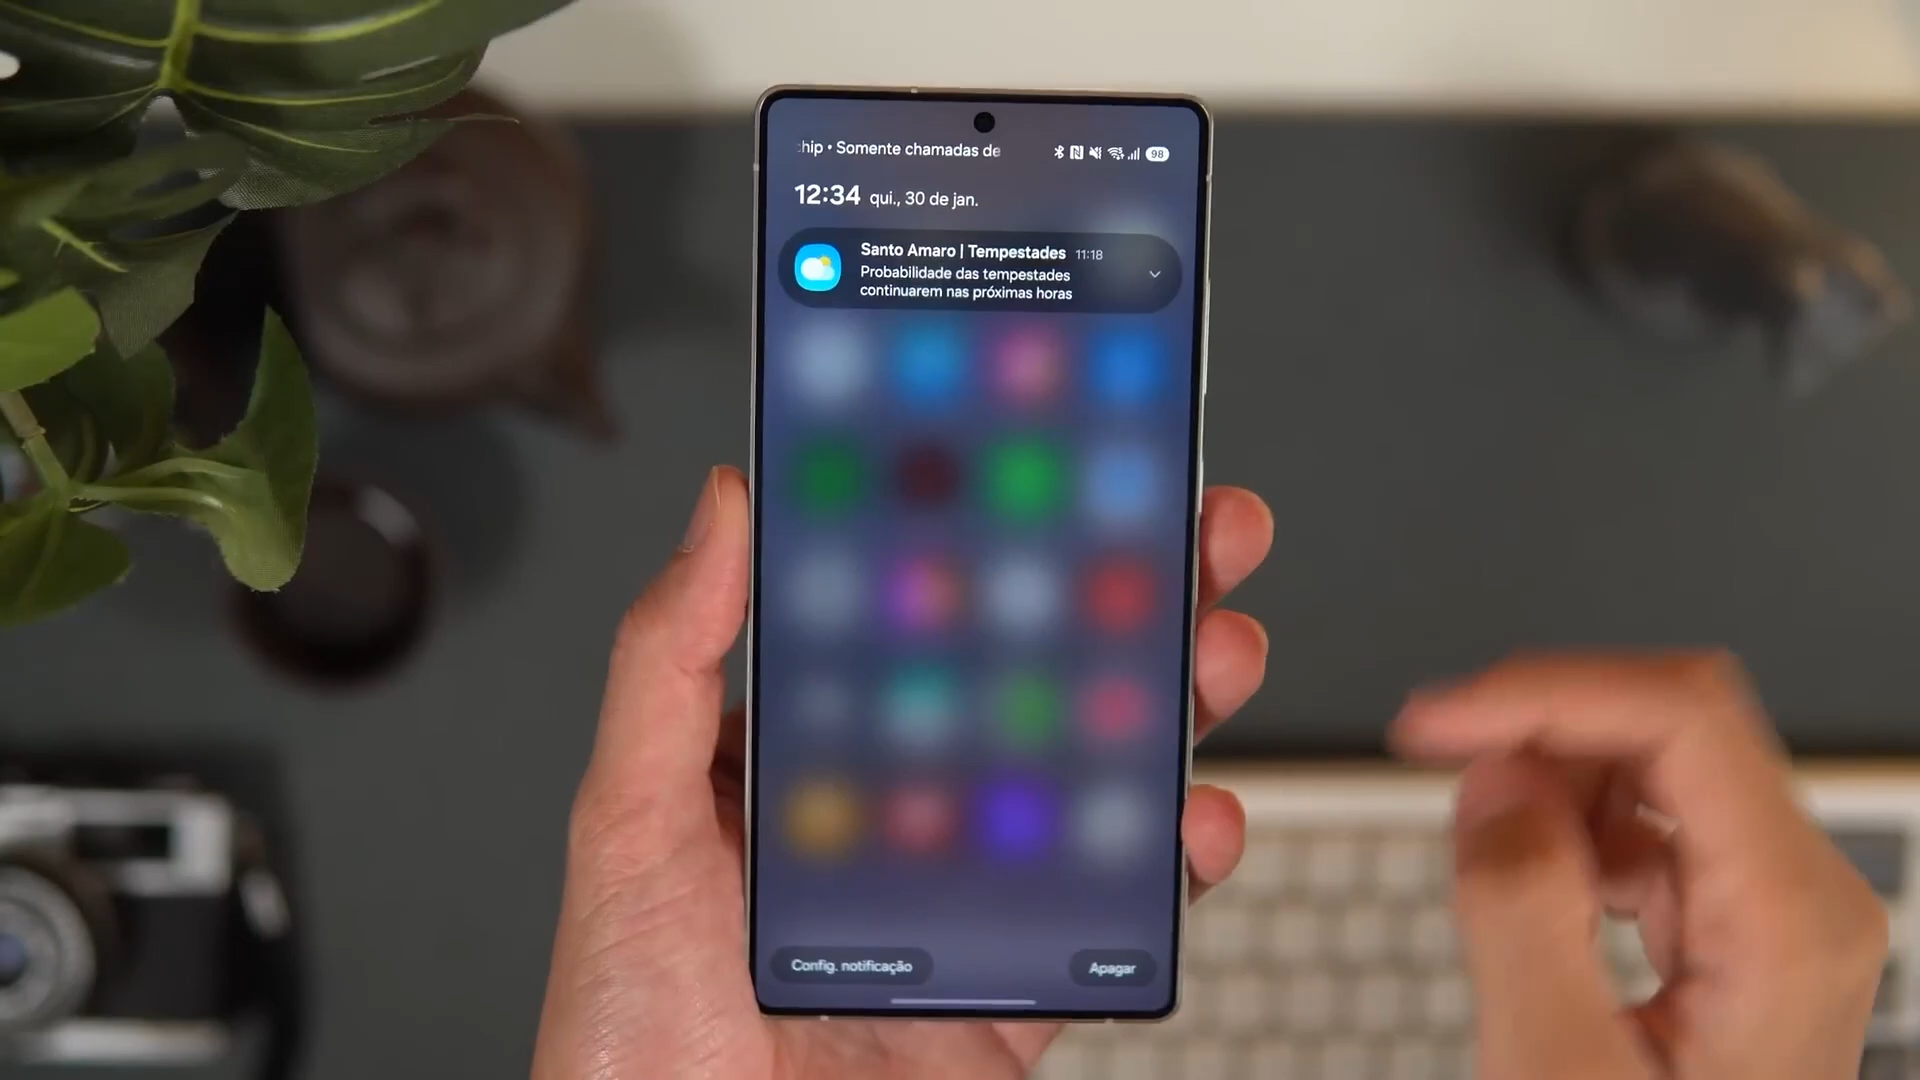 chip • Somente chamadas de
98
12:34 qui., 30 de jan.
Santo Amaro | Tempestades 11:18
Probabilidade das tempestades
continuarem nas próximas horas
Config. notificação
Apagar